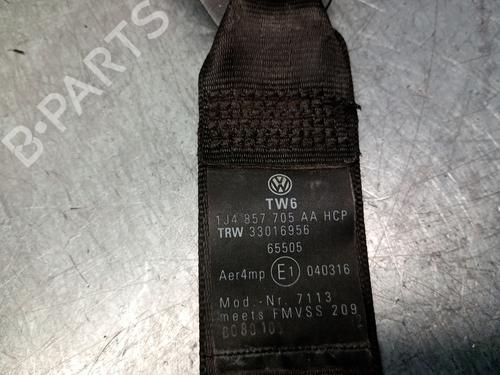 B-PARTS
TW6
1J4 857 705 AA HCP
TRW 33016956
65505
Aer4mp E1 040316
Mod.-Nr. 7113
meets FMVSS 209